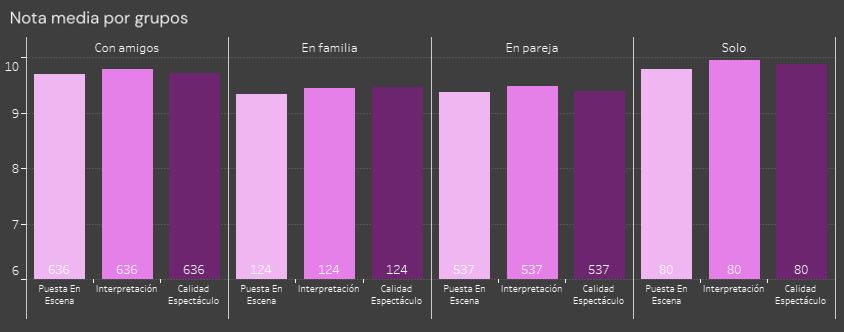 Nota media por grupos
Con amigos
En familia
En pareja
Solo
10
9
8
7
6
636
636
636
124
124
124
537
537
537
80
80
80
Puesta En
Escena
Interpretación
Calidad
Espectáculo
Puesta En
Escena
Interpretación
Calidad
Espectáculo
Puesta En
Escena
Interpretación
Calidad
Espectáculo
Puesta En
Escena
Interpretación
Calidad
Espectáculo